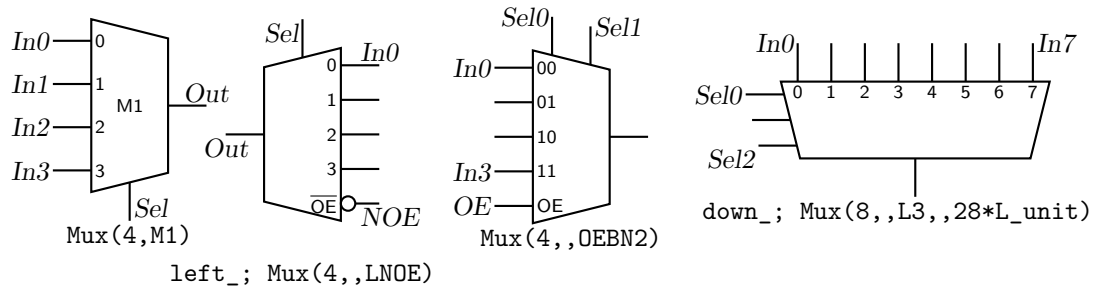 In0
0
In1
1
M1
Out
In2
2
In3
3
Sel
Mux(4,M1)
Sel
0
In0
1
2
Out
3
OE
NOE
left_; Mux(4,,LNOE)
Sel0
Sel1
In0
00
01
10
In3
11
OE
OE
Mux(4,,OEBN2)
In0
In7
Sel0
0 1 2 3 4 5 6 7
Sel2
down_; Mux(8,,L3,,28*L_unit)